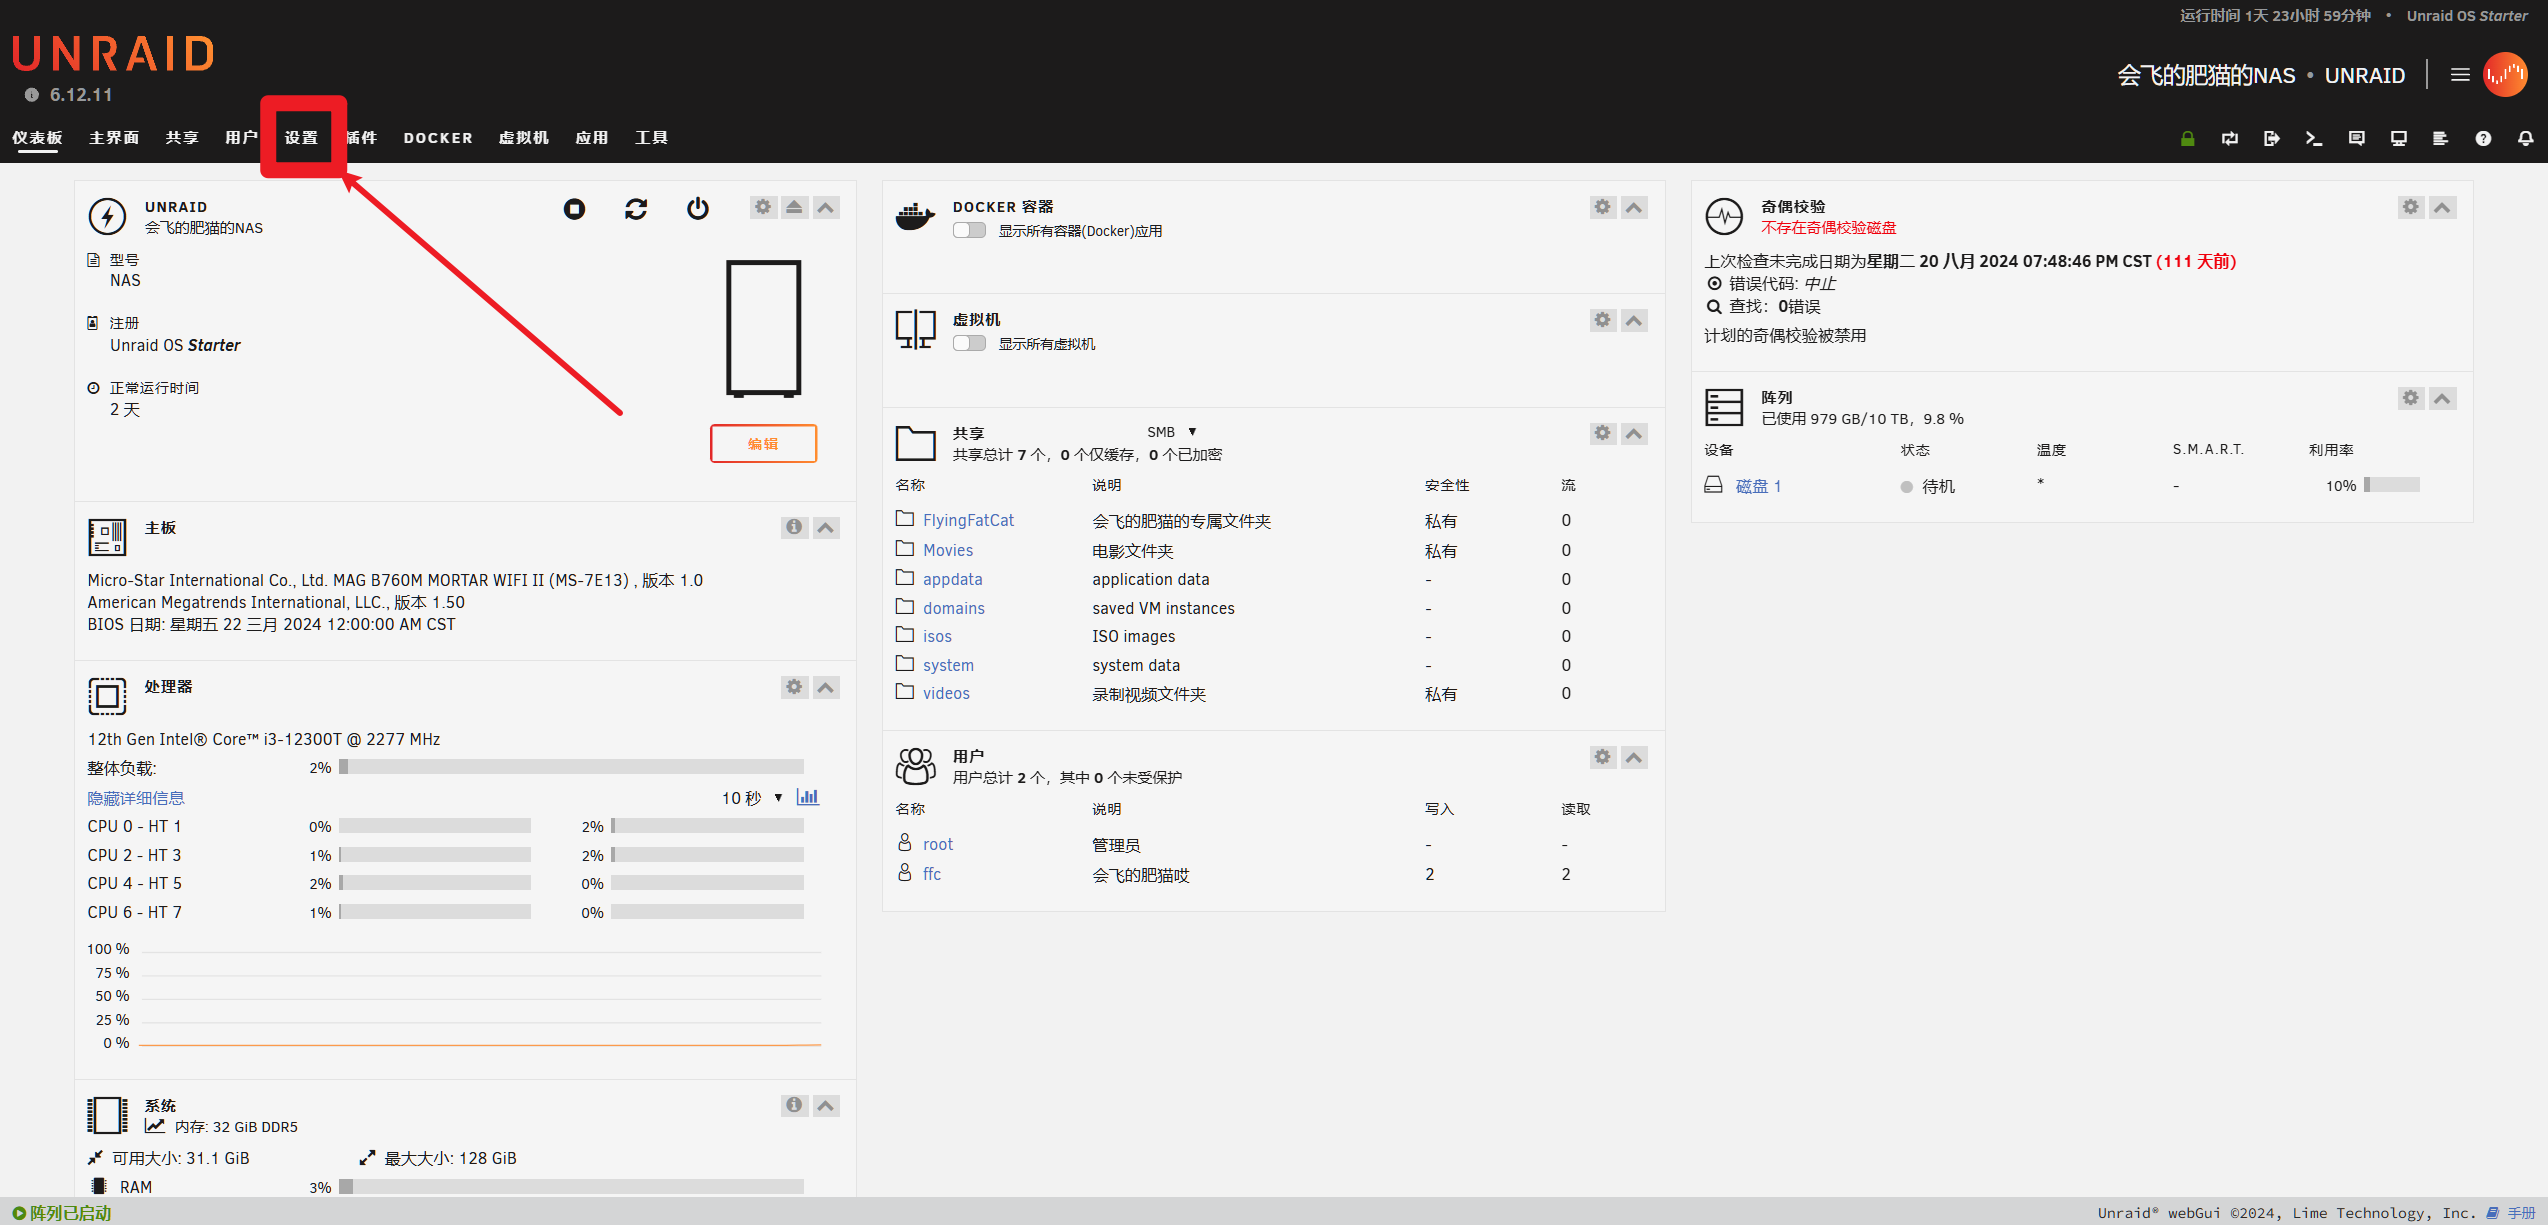 运行时间 1天 23小时 59分钟 • Unraid OS Starter
UNRAID
6.12.11
会飞的肥猫的NAS • UNRAID
仪表板 主界面 共享 用户 设置 插件 DOCKER 虚拟机 应用 工具
UNRAID
会飞的肥猫的NAS
型号
NAS
注册
Unraid OS Starter
正常运行时间
2 天
编辑
主板
Micro-Star International Co., Ltd. MAG B760M MORTAR WIFI II (MS-7E13) , 版本 1.0
American Megatrends International, LLC., 版本 1.50
BIOS 日期: 星期五 22 三月 2024 12:00:00 AM CST
处理器
12th Gen Intel® Core™ i3-12300T @ 2277 MHz
整体负载: 2%
隐藏详细信息 10 秒
CPU 0 - HT 1 0% 2%
CPU 2 - HT 3 1% 2%
CPU 4 - HT 5 2% 0%
CPU 6 - HT 7 1% 0%
100 %
75 %
50 %
25 %
0 %
系统
内存: 32 GiB DDR5
可用大小: 31.1 GiB 最大大小: 128 GiB
RAM 3%
DOCKER 容器
显示所有容器(Docker)应用
虚拟机
显示所有虚拟机
共享 SMB
共享总计 7 个，0 个仅缓存，0 个已加密
名称 说明 安全性 流
FlyingFatCat 会飞的肥猫的专属文件夹 私有 0
Movies 电影文件夹 私有 0
appdata application data - 0
domains saved VM instances - 0
isos ISO images - 0
system system data - 0
videos 录制视频文件夹 私有 0
用户
用户总计 2 个，其中 0 个未受保护
名称 说明 写入 读取
root 管理员 - -
ffc 会飞的肥猫哎 2 2
奇偶校验
不存在奇偶校验磁盘
上次检查未完成日期为星期二 20 八月 2024 07:48:46 PM CST (111 天前)
错误代码: 中止
查找：0错误
计划的奇偶校验被禁用
阵列
已使用 979 GB/10 TB，9.8 %
设备 状态 温度 S.M.A.R.T. 利用率
磁盘 1 待机 * - 10%
阵列已启动
Unraid® webGui ©2024, Lime Technology, Inc. 手册